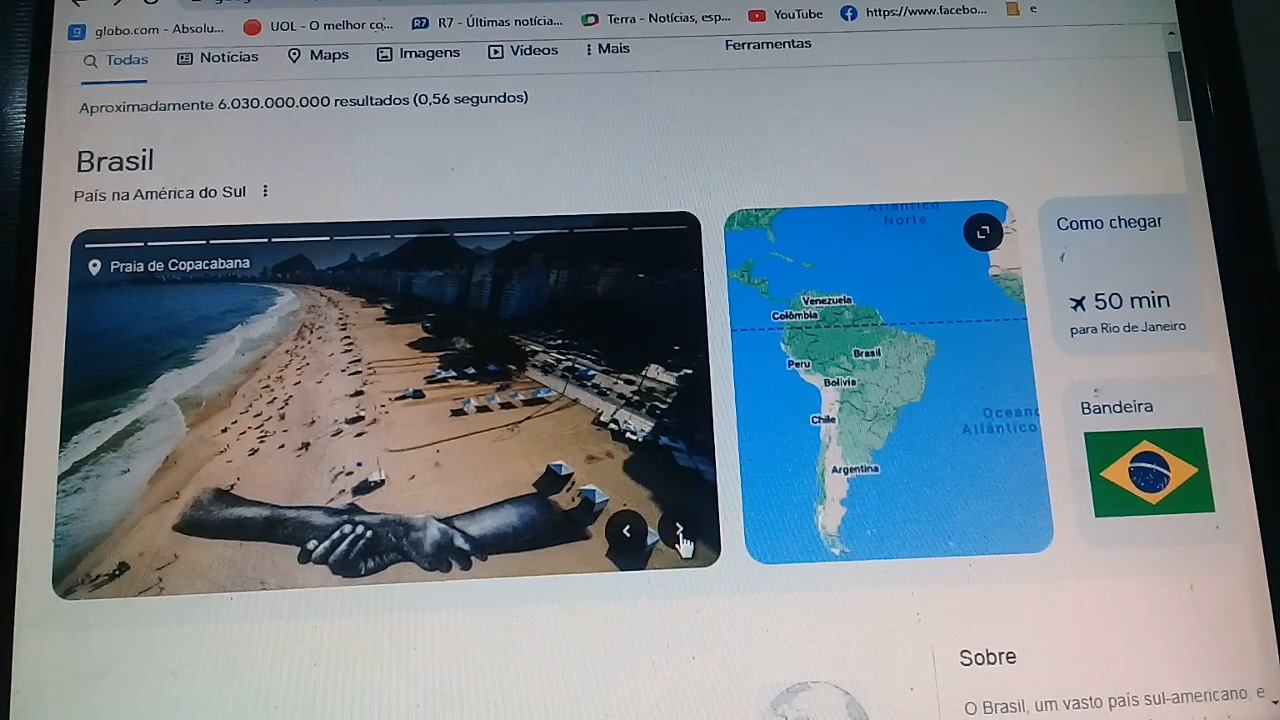 globo.com - Absolu...
UOL - O melhor co...
R7 - Últimas notícia...
Terra - Notícias, esp...
YouTube
https://www.facebo...
e
Todas
Notícias
Maps
Imagens
Vídeos
Mais
Ferramentas
Aproximadamente 6.030.000.000 resultados (0,56 segundos)
Brasil
País na América do Sul
Praia de Copacabana
Atlântico
Norte
Venezuela
Colômbia
Brasil
Peru
Bolívia
Chile
Oceano
Atlântico
Argentina
Como chegar
50 min
para Rio de Janeiro
Bandeira
Sobre
O Brasil, um vasto país sul-americano, e